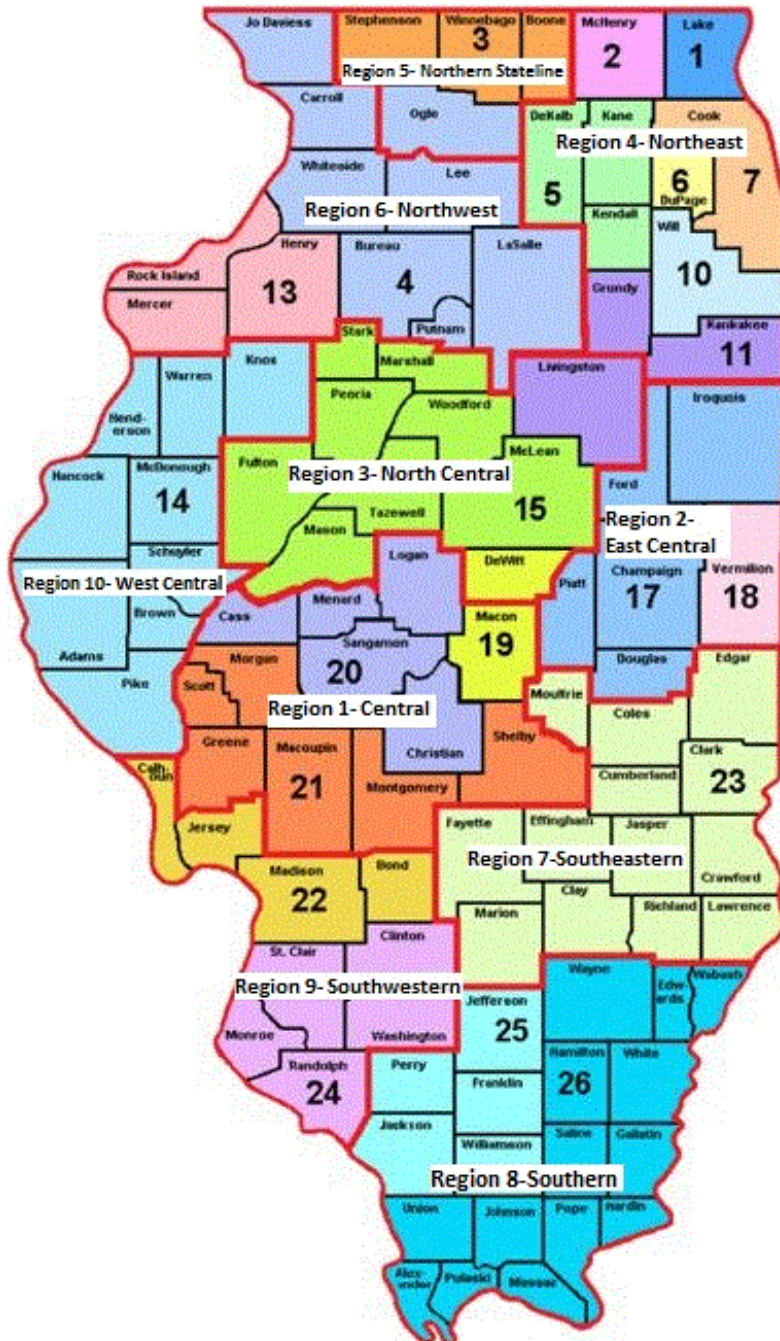 Jo Daviess
Stephenson
Winnebago
Boone
McHenry
Lake
3
2
1
Region 5- Northern Stateline
Carroll
Ogle
DeKalb
Kane
Cook
Region 4- Northeast
Whiteside
Lee
5
6
7
DuPage
Region 6- Northwest
Kendall
Will
Henry
Bureau
LaSalle
Rock Island
13
4
10
Grundy
Mercer
Putnam
Kankakee
Stark
11
Knox
Marshall
Livingston
Warren
Peoria
Woodford
Iroquois
Hend-
erson
McLean
Hancock
McDonough
Fulton
Region 3- North Central
Ford
14
Tazewell
15
Mason
Region 2-
East Central
Schuyler
Logan
DeWitt
Champaign
Vermilion
Region 10- West Central
Piatt
17
18
Brown
Cass
Menard
Macon
Adams
Sangamon
19
Morgan
20
Douglas
Edgar
Pike
Scott
Moultrie
Region 1- Central
Coles
Greene
Macoupin
Christian
Shelby
Clark
Calh-
oun
21
Montgomery
Cumberland
23
Jersey
Fayette
Effingham
Jasper
Madison
Bond
Region 7-Southeastern
Crawford
22
Clay
Marion
Richland
Lawrence
Clinton
St. Clair
Wayne
Edw-
ards
Wabash
Region 9- Southwestern
Jefferson
25
Monroe
Washington
Hamilton
White
Randolph
Perry
26
24
Franklin
Jackson
Williamson
Saline
Gallatin
Region 8-Southern
Union
Johnson
Pope
Hardin
Alex-
ander
Pulaski
Massac